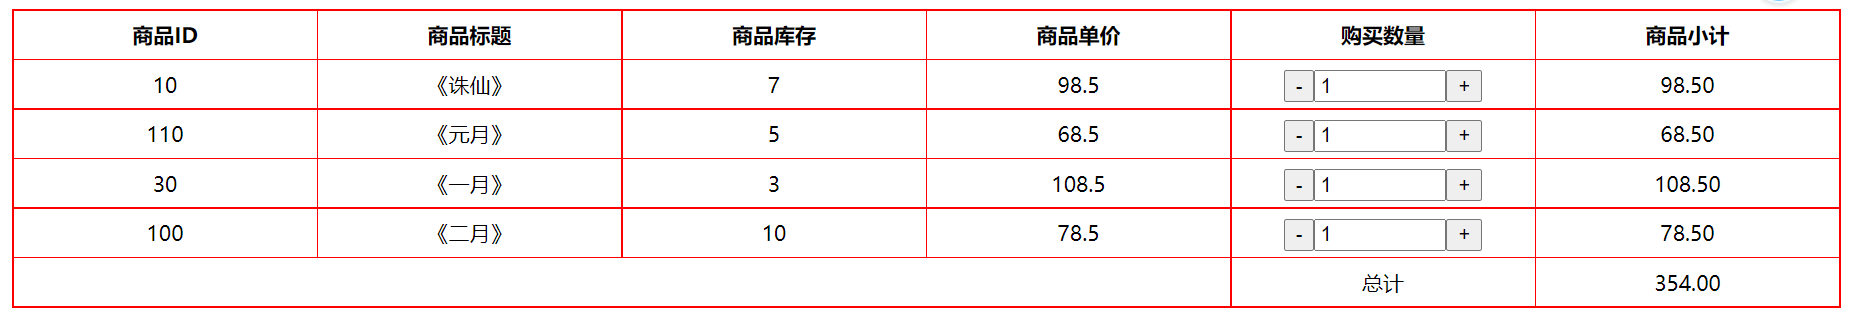 商品ID 商品标题 商品库存 商品单价 购买数量 商品小计
10 《诛仙》 7 98.5 - 1 + 98.50
110 《元月》 5 68.5 - 1 + 68.50
30 《一月》 3 108.5 - 1 + 108.50
100 《二月》 10 78.5 - 1 + 78.50
总计 354.00